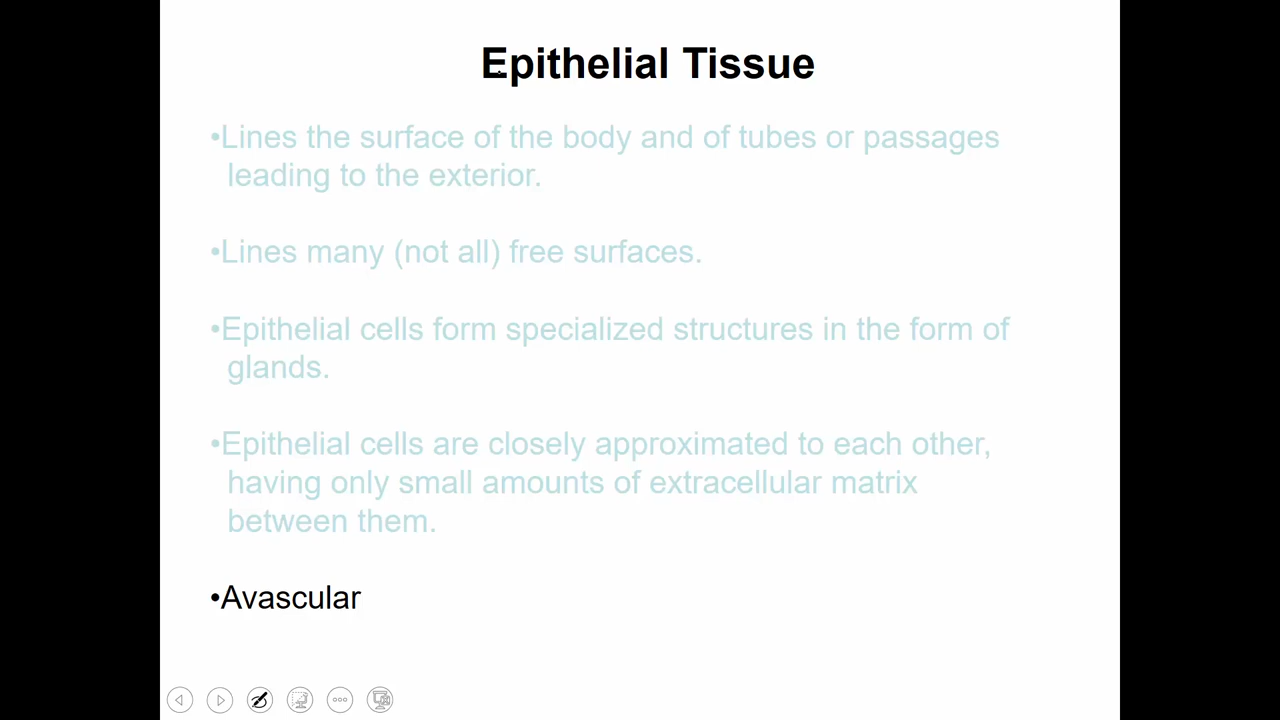 Epithelial Tissue
•Lines the surface of the body and of tubes or passages
leading to the exterior.
•Lines many (not all) free surfaces.
•Epithelial cells form specialized structures in the form of
glands.
•Epithelial cells are closely approximated to each other,
having only small amounts of extracellular matrix
between them.
•Avascular